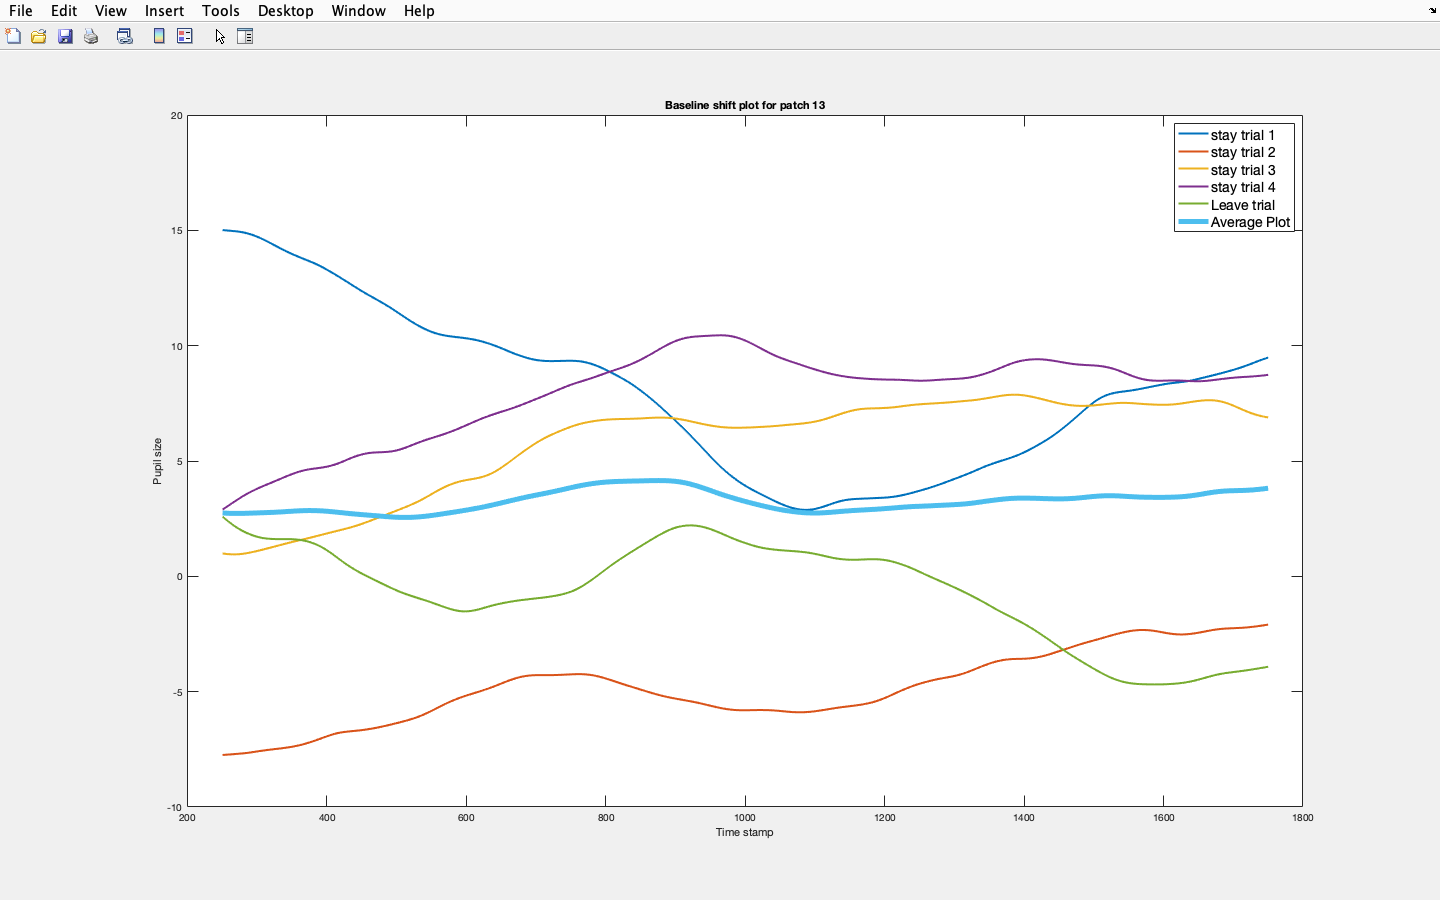 File Edit View Insert Tools Desktop Window Help
Baseline shift plot for patch 13
20
15
10
5
0
-5
-10
Pupil size
stay trial 1
stay trial 2
stay trial 3
stay trial 4
Leave trial
Average Plot
200 400 600 800 1000 1200 1400 1600 1800
Time stamp